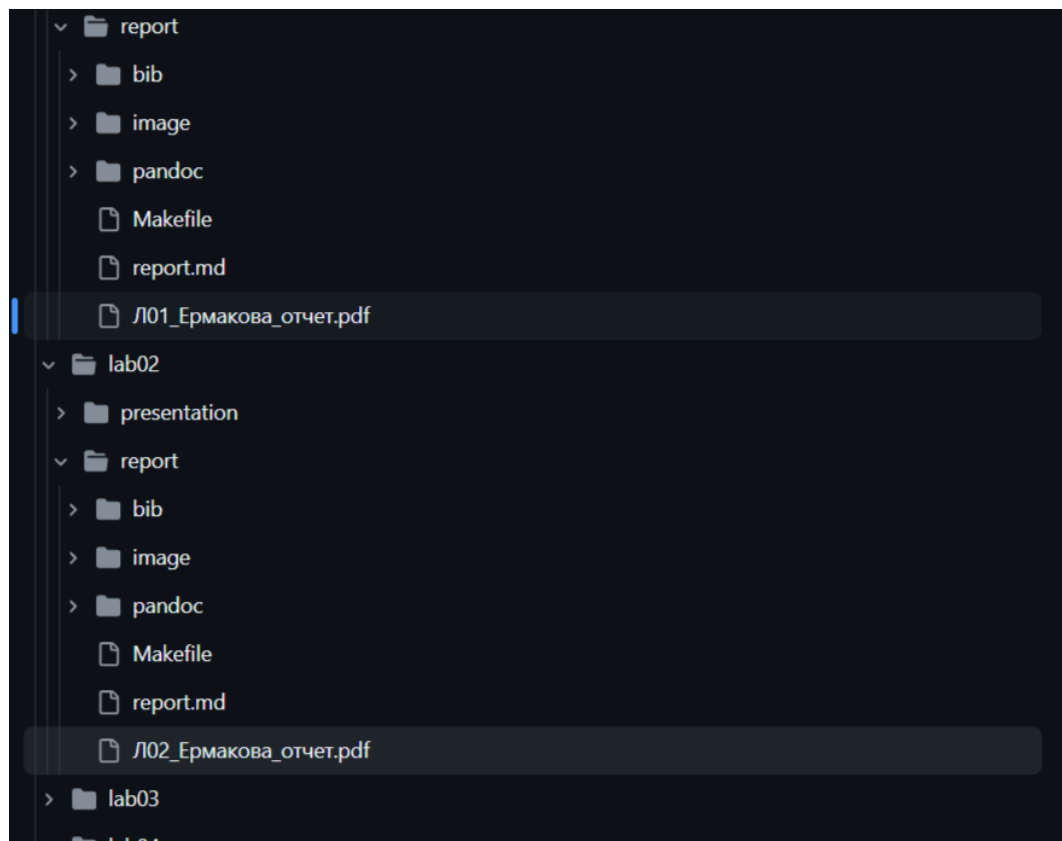 report
bib
image
pandoc
Makefile
report.md
Л01_Ермакова_отчет.pdf
lab02
presentation
report
bib
image
pandoc
Makefile
report.md
Л02_Ермакова_отчет.pdf
lab03